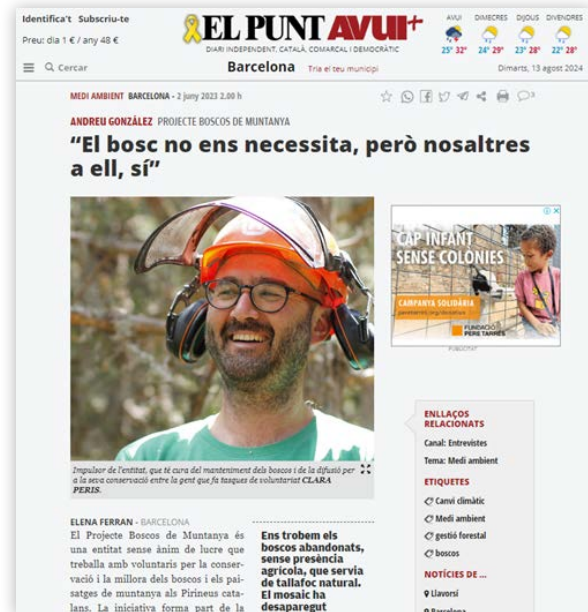 Identifica't Subscriu-te
Preu: dia 1 € / any 48 €
EL PUNT AVUI+
DIARI INDEPENDENT, CATALÀ, COMARCAL I DEMOCRÀTIC
AVUI DIMECRES DIJOUS DIVENDRES
25° 32° 24° 29° 23° 28° 22° 28°
Cercar
Barcelona Tria el teu municipi
Dimarts, 13 agost 2024
MEDI AMBIENT BARCELONA - 2 juny 2023 2.00 h
3
ANDREU GONZÁLEZ PROJECTE BOSCOS DE MUNTANYA
“El bosc no ens necessita, però nosaltres
a ell, sí”
CAP INFANT
SENSE COLÒNIES
CAMPANYA SOLIDÀRIA
FUNDACIÓ
PERE TARRÉS
PUBLICITAT
Impulsor de l'entitat, que té cura del manteniment dels boscos i de la difusió per
a la seva conservació entre la gent que fa tasques de voluntariat CLARA
PERIS.
ELENA FERRAN - BARCELONA
El Projecte Boscos de Muntanya és
una entitat sense ànim de lucre que
treballa amb voluntaris per la conser-
vació i la millora dels boscos i els pai-
satges de muntanya als Pirineus cata-
lans. La iniciativa forma part de la
Ens trobem els
boscos abandonats,
sense presència
agrícola, que servia
de tallafoc natural.
El mosaic ha
desaparegut
ENLLAÇOS
RELACIONATS
Canal: Entrevistes
Tema: Medi ambient
ETIQUETES
Canvi climàtic
Medi ambient
gestió forestal
boscos
NOTÍCIES DE ...
Llavorsí
Barcelona